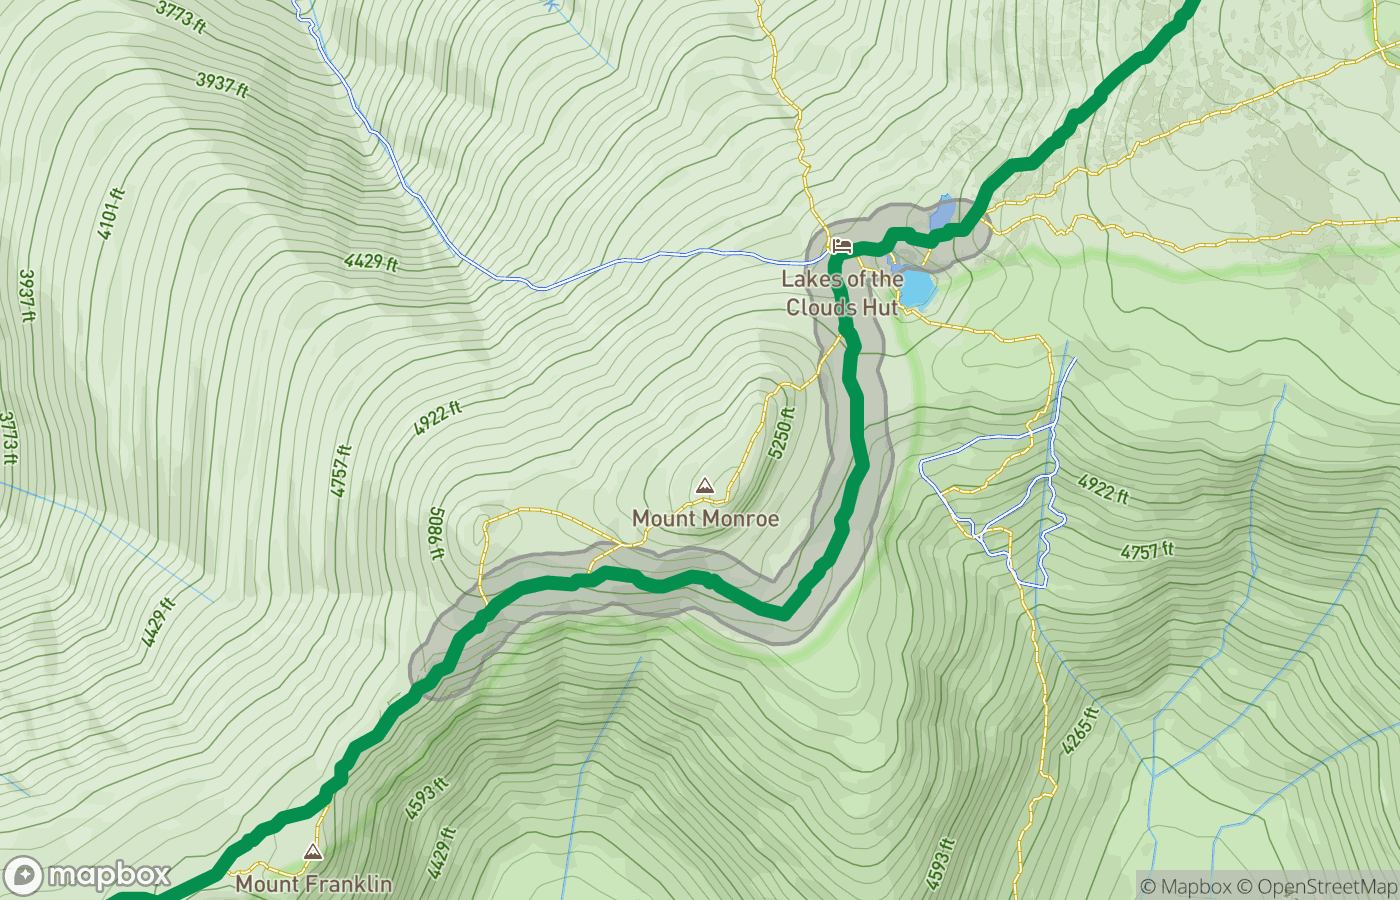 3773 ft
3937 ft
4101 ft
4429 ft
3937 ft
Lakes of the
Clouds Hut
4922 ft
3773 ft
4757 ft
5250 ft
5086 ft
Mount Monroe
4922 ft
4757 ft
4429 ft
4265 ft
4593 ft
4429 ft
4593 ft
Mount Franklin
mapbox
© Mapbox © OpenStreetMap